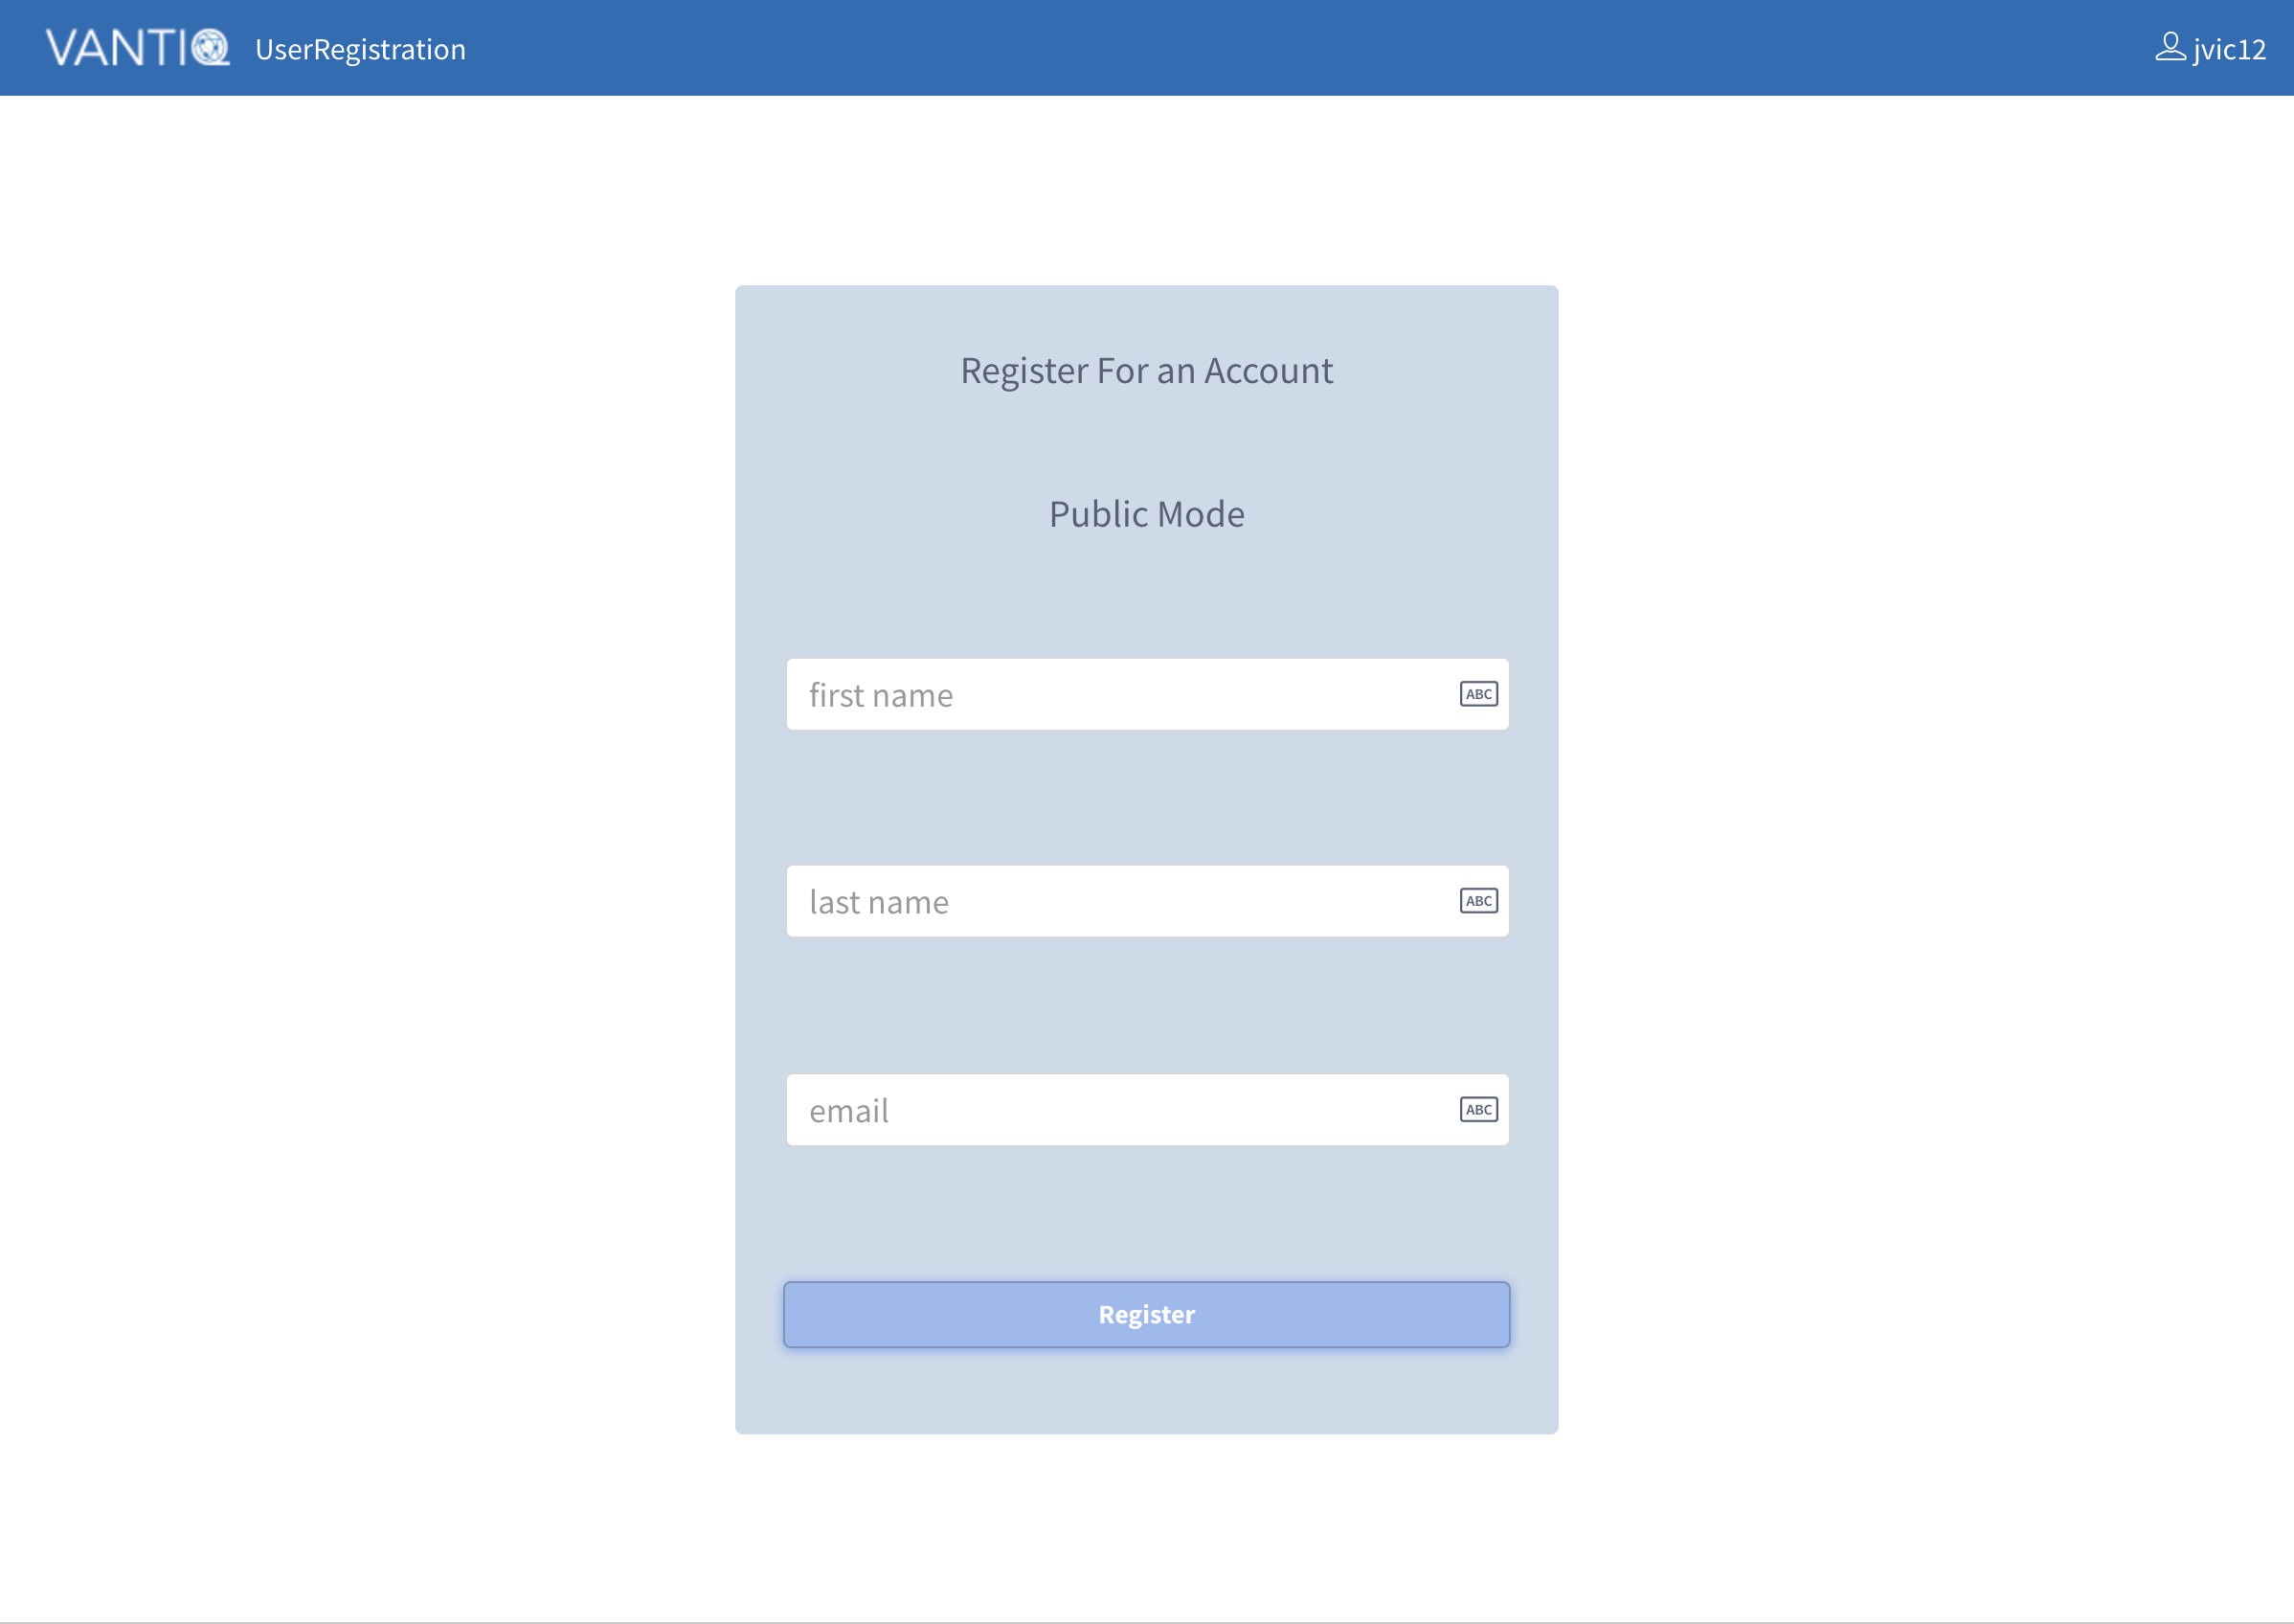 VANTIQ UserRegistration jvic12
Register For an Account
Public Mode
first name ABC
last name ABC
email ABC
Register